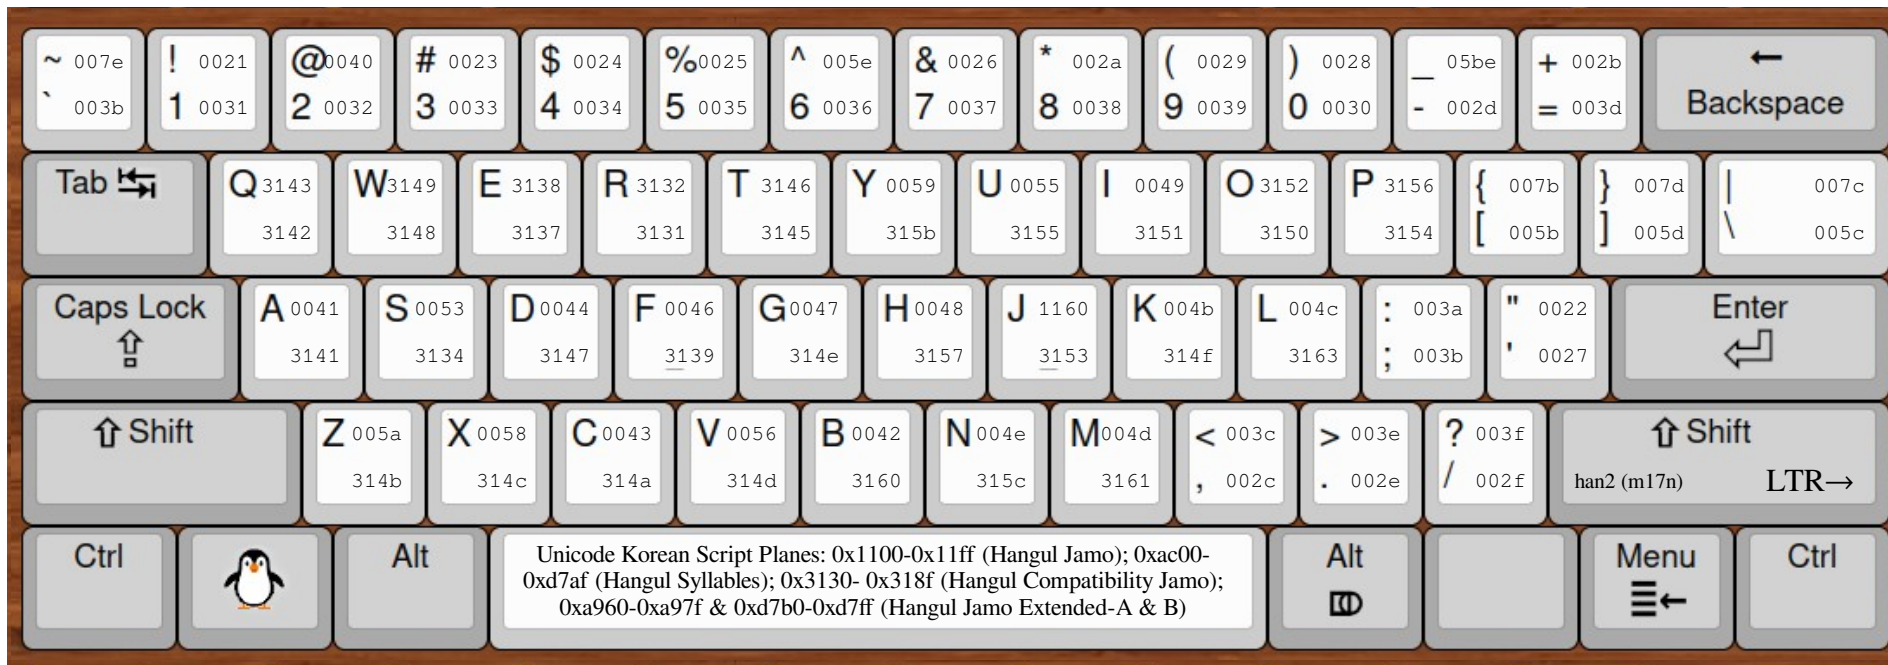 ~ 007e ! 0021 @ 0040 # 0023 $ 0024 % 0025 ^ 005e & 0026 * 002a ( 0029 ) 0028 _ 05be + 002b ←
` 003b 1 0031 2 0032 3 0033 4 0034 5 0035 6 0036 7 0037 8 0038 9 0039 0 0030 - 002d = 003d Backspace
Tab Q 3143 W 3149 E 3138 R 3132 T 3146 Y 0059 U 0055 I 0049 O 3152 P 3156 { 007b } 007d | 007c
3142 3148 3137 3131 3145 315b 3155 3151 3150 3154 [ 005b ] 005d \ 005c
Caps Lock A 0041 S 0053 D 0044 F 0046 G 0047 H 0048 J 1160 K 004b L 004c : 003a " 0022 Enter
3141 3134 3147 3139 314e 3157 3153 314f 3163 ; 003b ' 0027
⇧ Shift Z 005a X 0058 C 0043 V 0056 B 0042 N 004e M 004d < 003c > 003e ? 003f ⇧ Shift
314b 314c 314a 314d 3160 315c 3161 , 002c . 002e / 002f han2 (m17n) LTR→
Ctrl Alt
Unicode Korean Script Planes: 0x1100-0x11ff (Hangul Jamo); 0xac00-
0xd7af (Hangul Syllables); 0x3130- 0x318f (Hangul Compatibility Jamo);
0xa960-0xa97f & 0xd7b0-0xd7ff (Hangul Jamo Extended-A & B)
Alt Menu Ctrl